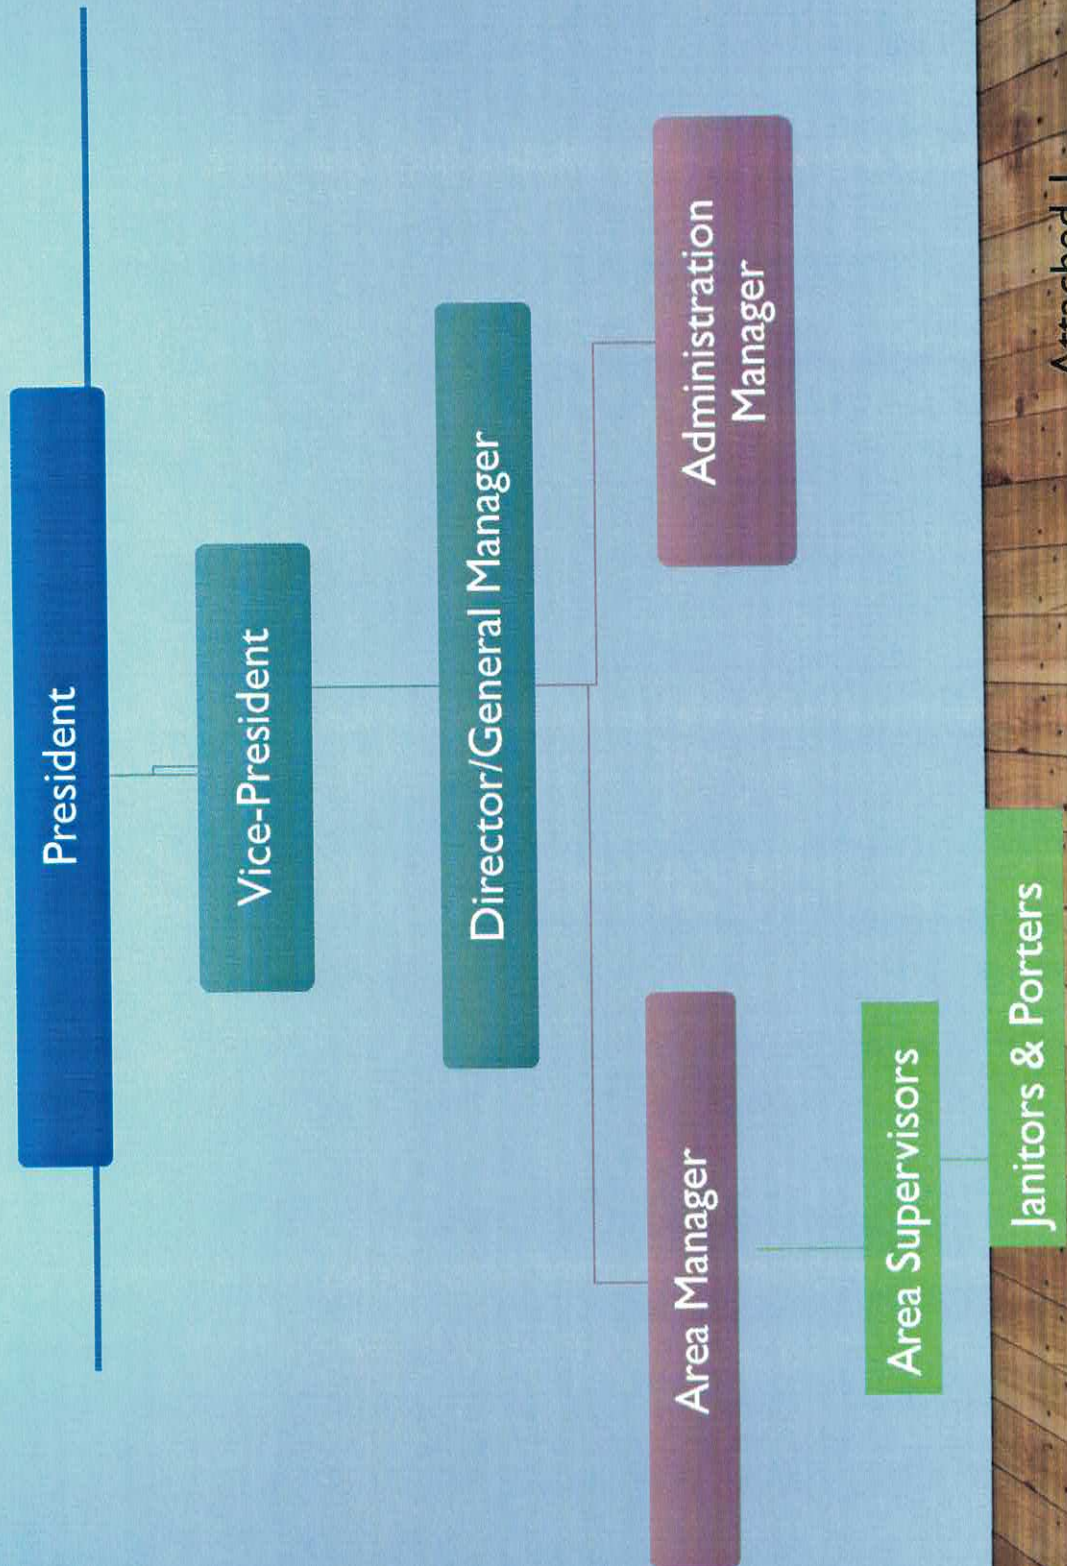 President
Vice-President
Director/General Manager
Area Manager
Administration
Manager
Area Supervisors
Janitors & Porters